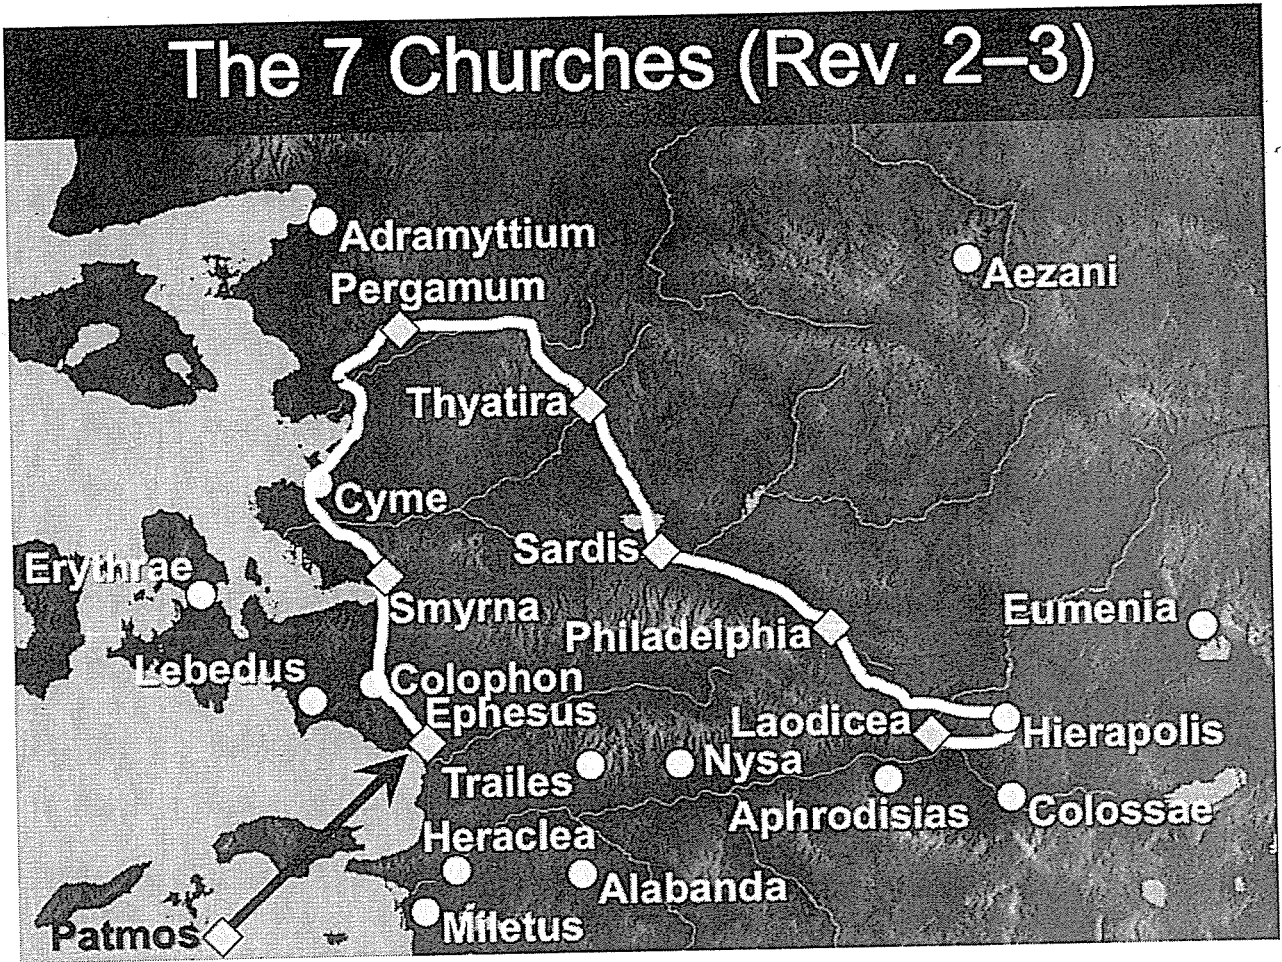 The 7 Churches (Rev. 2–3)
Adramyttium
Aezani
Pergamum
Thyatira
Cyme
Sardis
Erythrae
Smyrna
Eumenia
Philadelphia
Lebedus
Colophon
Ephesus
Laodicea
Hierapolis
Nysa
Trailes
Aphrodisias
Colossae
Heraclea
Alabanda
Miletus
Patmos